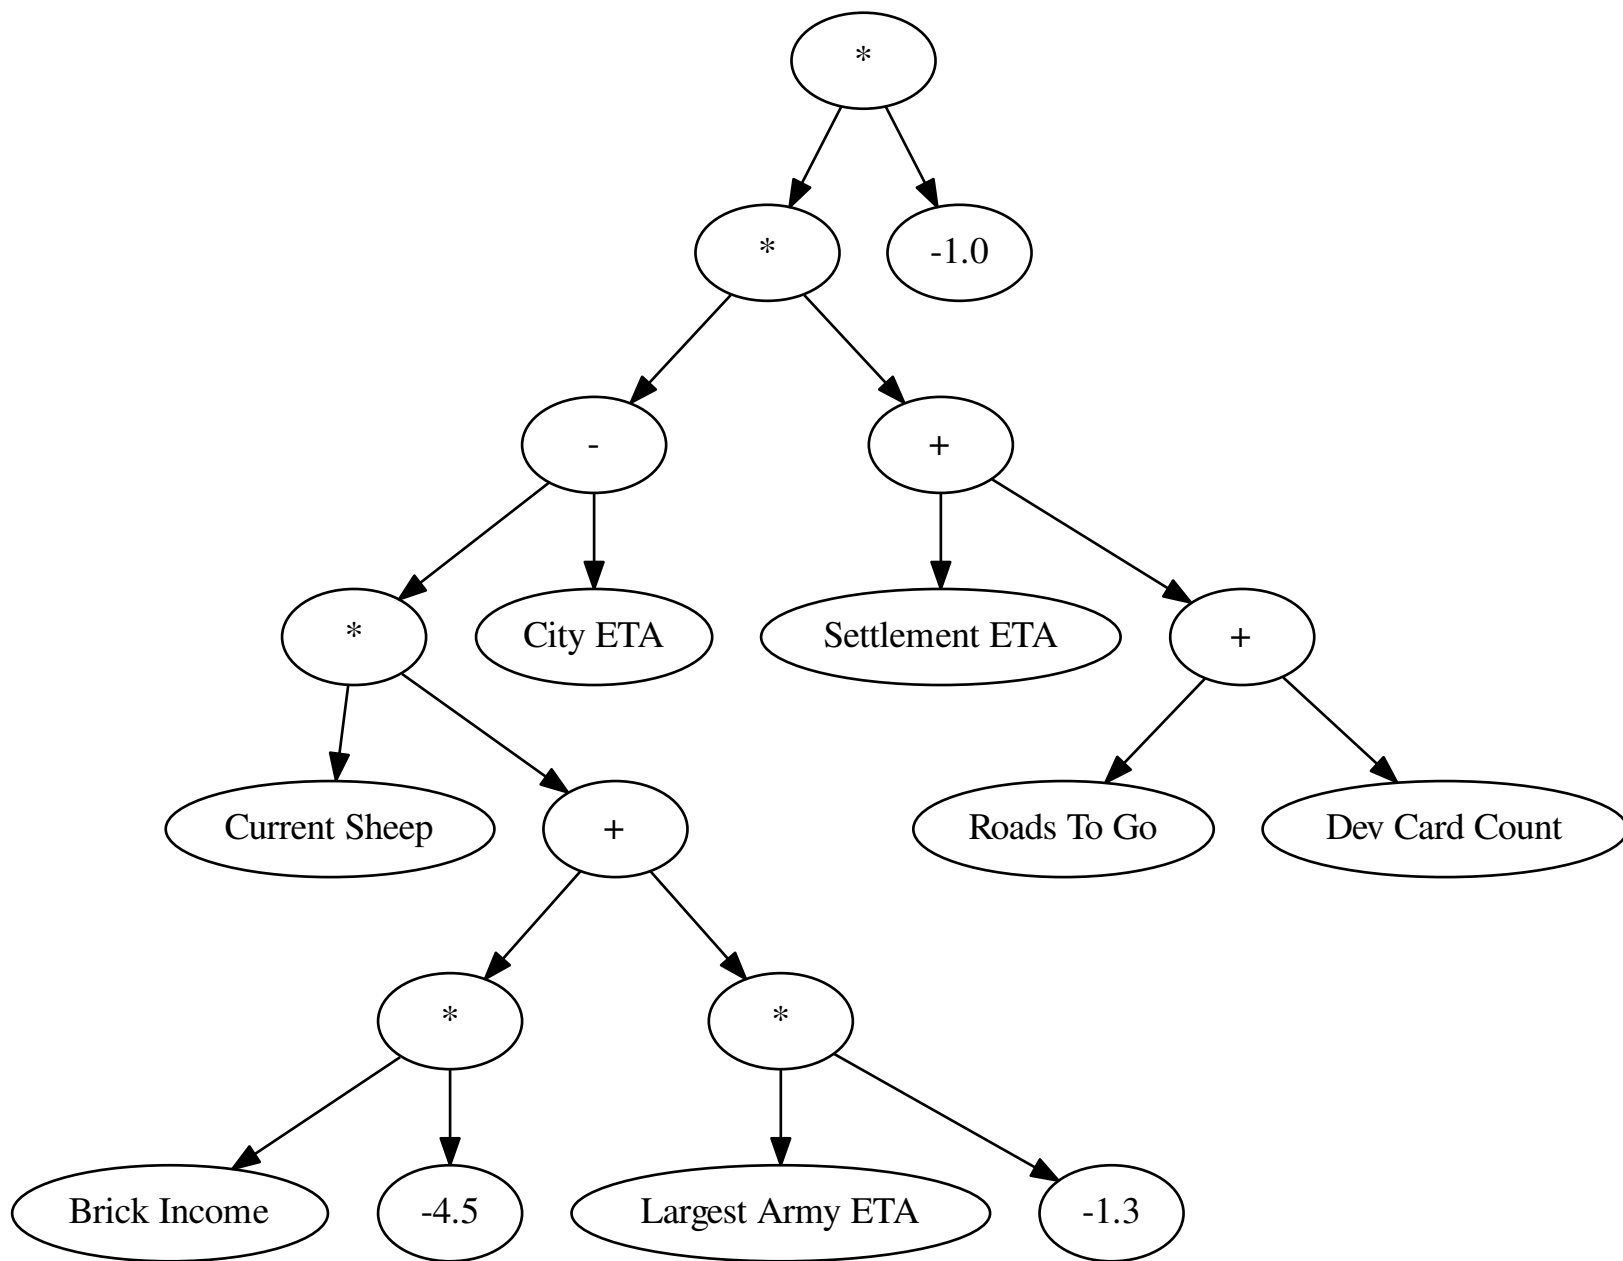 *
*
-1.0
-
+
*
City ETA
Settlement ETA
+
Current Sheep
+
Roads To Go
Dev Card Count
*
*
Brick Income
-4.5
Largest Army ETA
-1.3